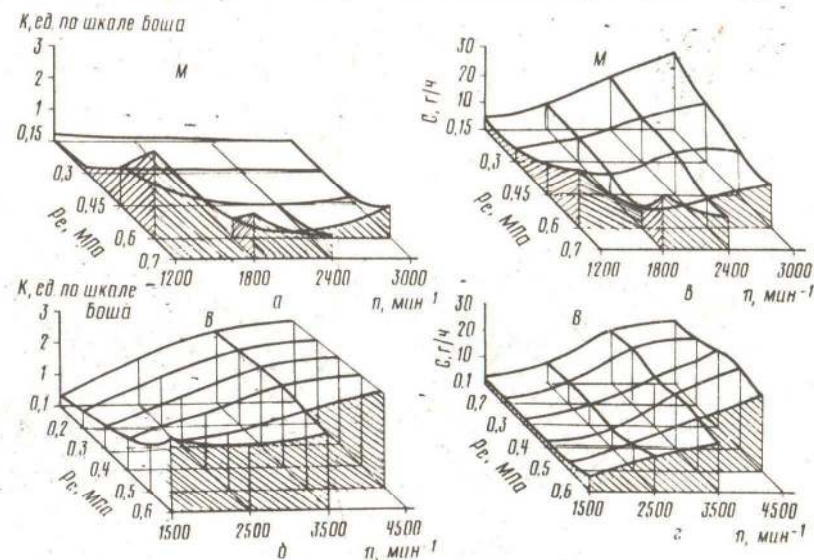 К, ед. по шкале Боша
3
2
1
0,15
0,3
0,45
0,6
0,7
М
ре, МПа
1200 1800 2400 3000
а n, мин⁻¹
30
20
10
0,15
С, г/ч
М
0,3
0,45
0,6
0,7
ре, МПа
1200 1800 2400 3000
в n, мин⁻¹
К, ед. по шкале
Боша
3
2
1
0,1
В
0,2
0,3
0,4
0,5
0,6
ре, МПа
1500 2500 3500 4500
б n, мин⁻¹
30
20
10
0,1
С, г/ч
В
0,2
0,3
0,4
0,5
0,6
ре, МПа
1500 2500 3500 4500
г n, мин⁻¹